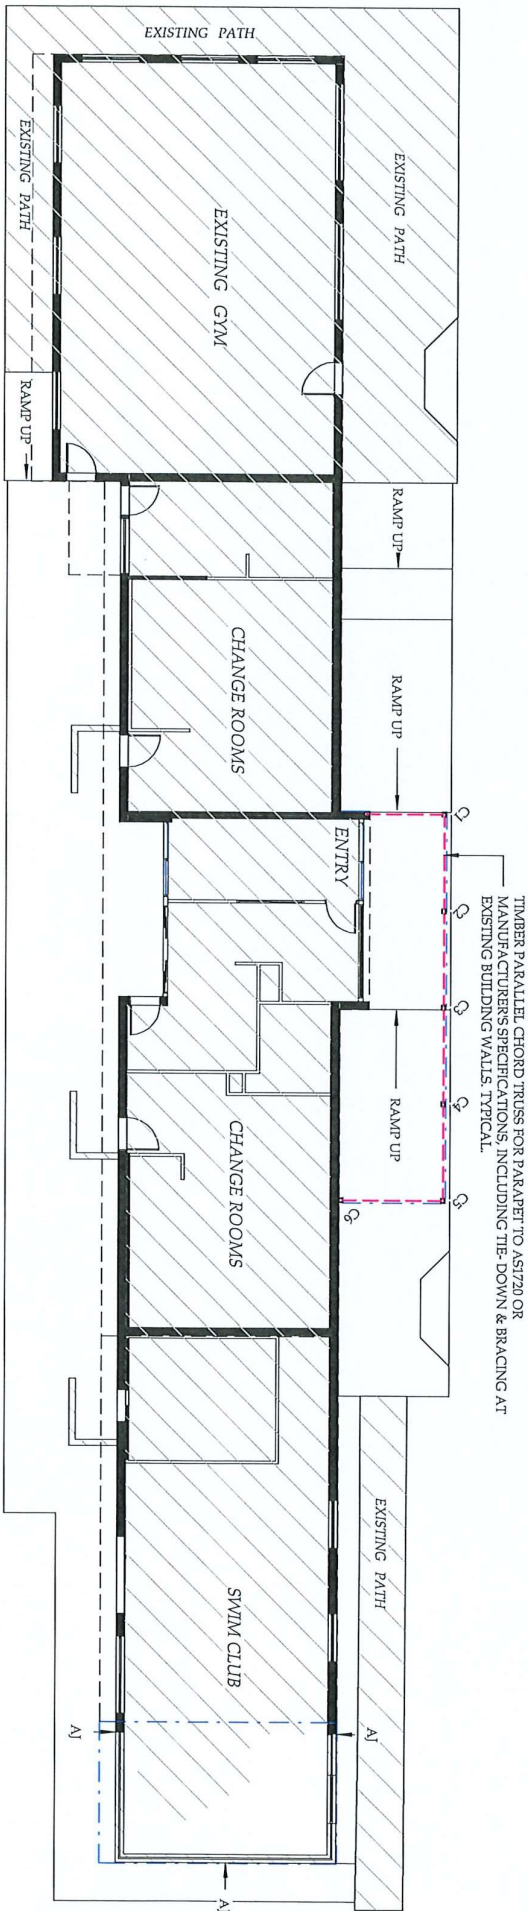 TIMBER PARALLEL CHORD TRUSS FOR PARAPET TO AS1720 OR
MANUFACTURER'S SPECIFICATIONS, INCLUDING TIE-DOWN & BRACING AT
EXISTING BUILDING WALLS. TYPICAL.
EXISTING PATH
EXISTING PATH
EXISTING PATH
EXISTING GYM
RAMP UP
RAMP UP
RAMP UP
CHANGE ROOMS
ENTRY
C1
C2
C3
C4
C5
C6
RAMP UP
CHANGE ROOMS
EXISTING PATH
SWIM CLUB
AJ
AJ
AJ